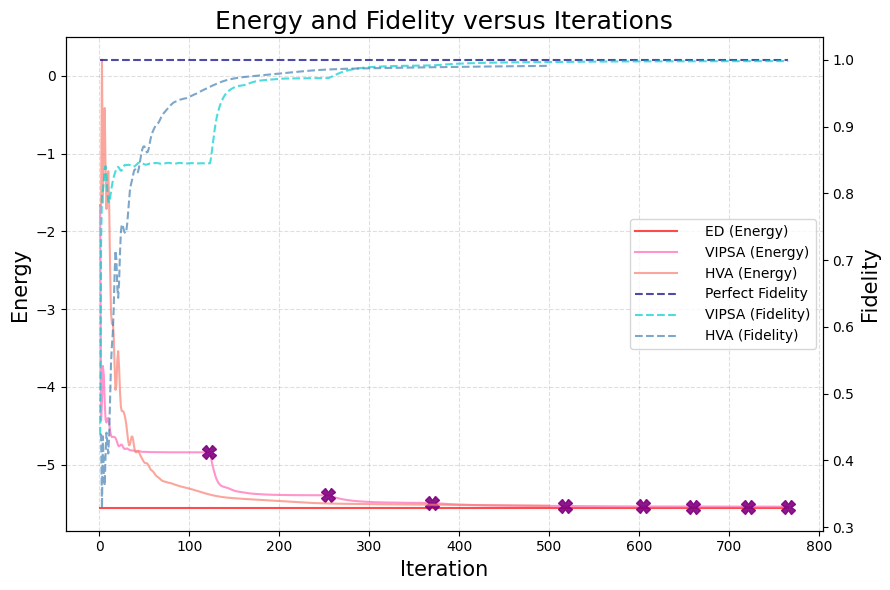 Energy and Fidelity versus Iterations
Energy
0
−1
−2
−3
−4
−5
1.0
0.9
0.8
0.7
0.6
0.5
0.4
0.3
Fidelity
ED (Energy)
VIPSA (Energy)
HVA (Energy)
Perfect Fidelity
VIPSA (Fidelity)
HVA (Fidelity)
0 100 200 300 400 500 600 700 800
Iteration